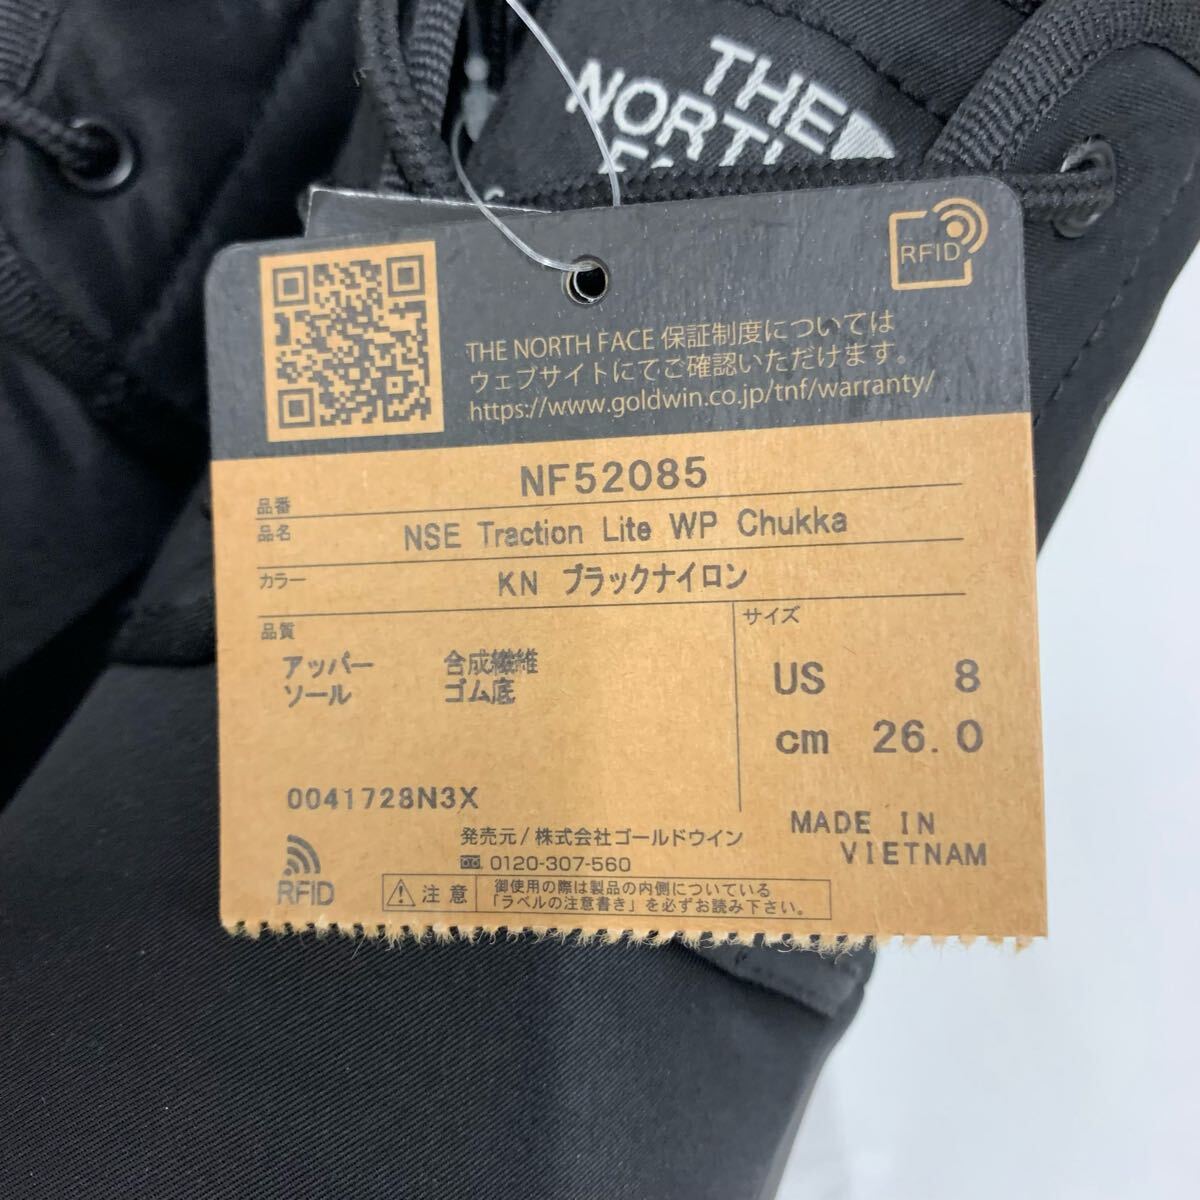 THE
NORTH
RFID
THE NORTH FACE 保証制度については
ウェブサイトにてご確認いただけます。
https://www.goldwin.co.jp/tnf/warranty/
品番 NF52085
品名 NSE Traction Lite WP Chukka
カラー KN ブラックナイロン
品質
アッパー 合成繊維
ソール ゴム底
サイズ
US 8
cm 26.0
0041728N3X
MADE IN
VIETNAM
発売元/株式会社ゴールドウイン
0120-307-560
RFID
注意
御使用の際は製品の内側についている
「ラベルの注意書き」を必ずお読み下さい。